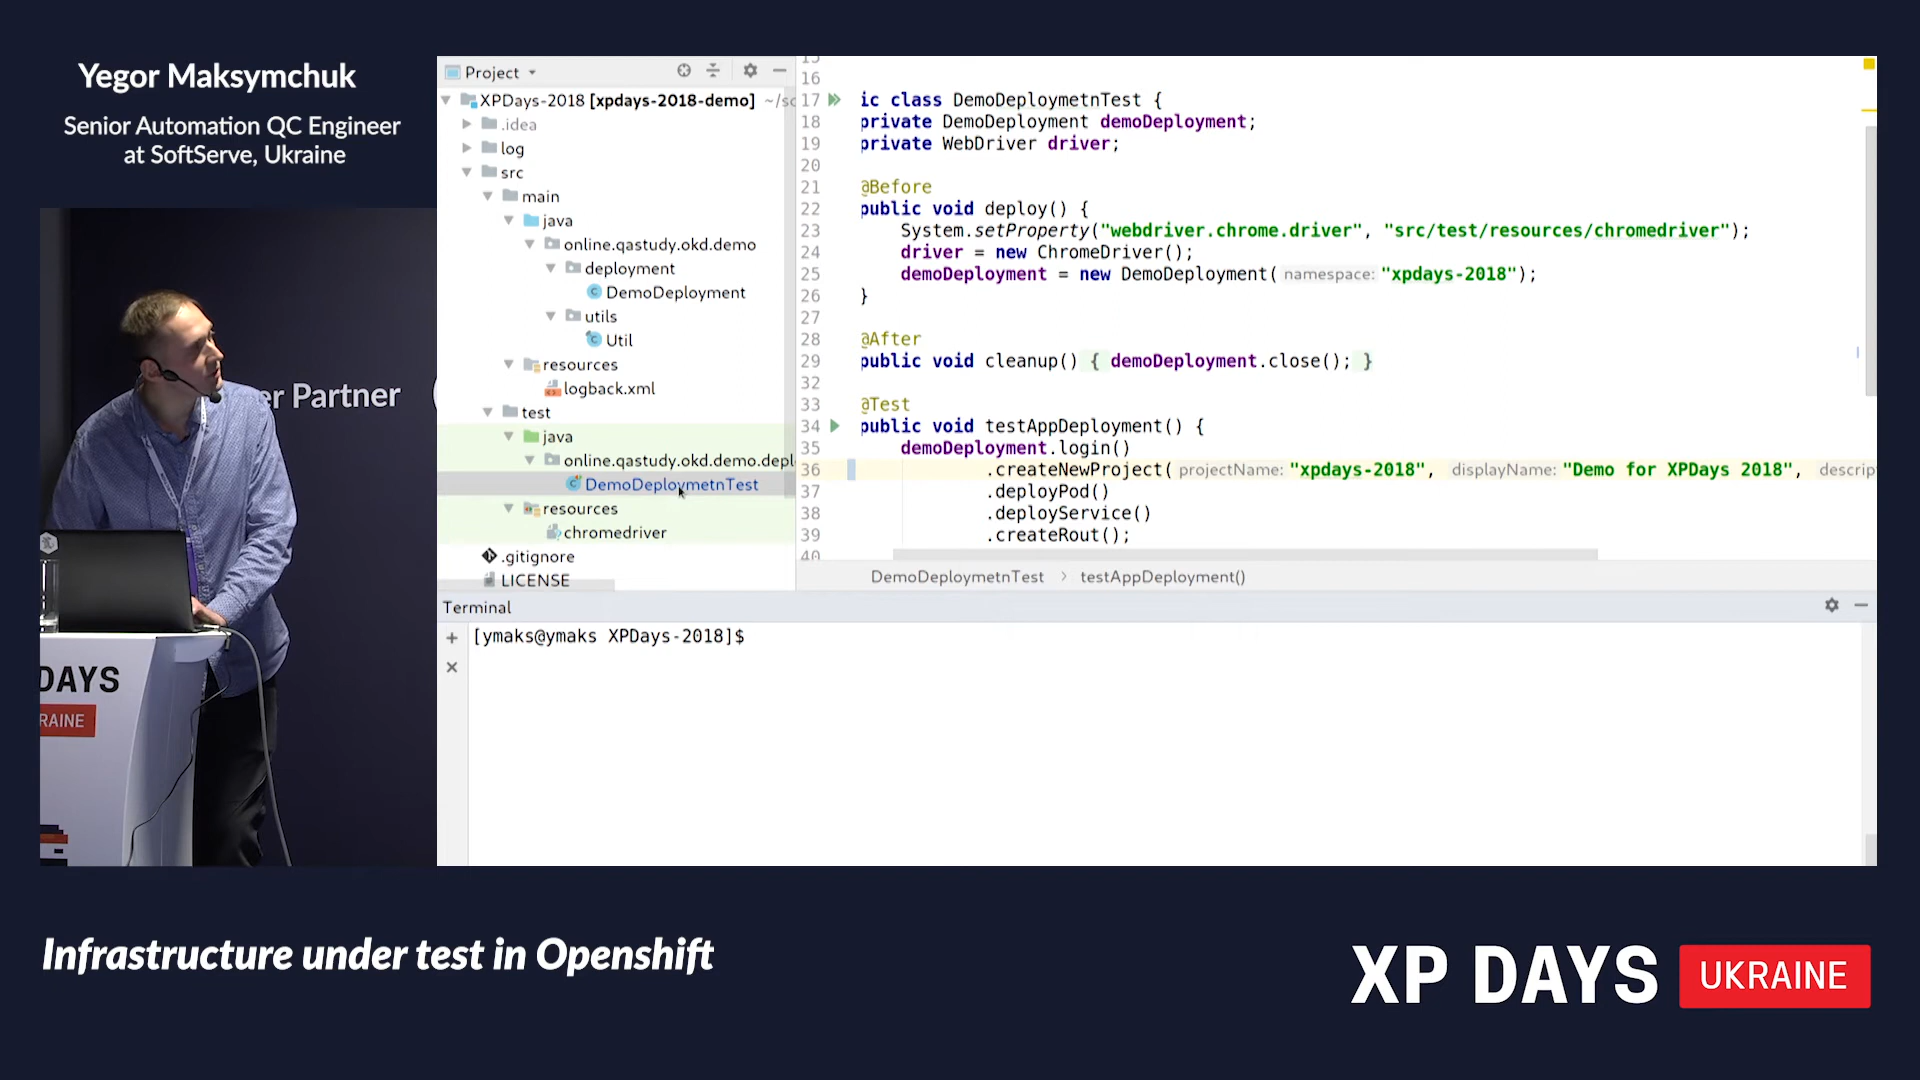 Yegor Maksymchuk
Senior Automation QC Engineer
at SoftServe, Ukraine
er Partner
DAYS
RAINE
Project
XPDays-2018 [xpdays-2018-demo] ~/sc
.idea
log
src
main
java
online.qastudy.okd.demo
deployment
DemoDeployment
utils
Util
resources
logback.xml
test
java
online.qastudy.okd.demo.depl
DemoDeploymetnTest
resources
chromedriver
.gitignore
LICENSE
15
16
17 ic class DemoDeploymetnTest {
18 private DemoDeployment demoDeployment;
19 private WebDriver driver;
20
21 @Before
22 public void deploy() {
23 System.setProperty("webdriver.chrome.driver", "src/test/resources/chromedriver");
24 driver = new ChromeDriver();
25 demoDeployment = new DemoDeployment( namespace: "xpdays-2018");
26 }
27
28 @After
29 public void cleanup() { demoDeployment.close(); }
32
33 @Test
34 public void testAppDeployment() {
35 demoDeployment.login()
36 .createNewProject( projectName: "xpdays-2018", displayName: "Demo for XPDays 2018", descrip
37 .deployPod()
38 .deployService()
39 .createRout();
40
DemoDeploymetnTest > testAppDeployment()
Terminal
[ymaks@ymaks XPDays-2018]$
Infrastructure under test in Openshift
XP DAYS UKRAINE